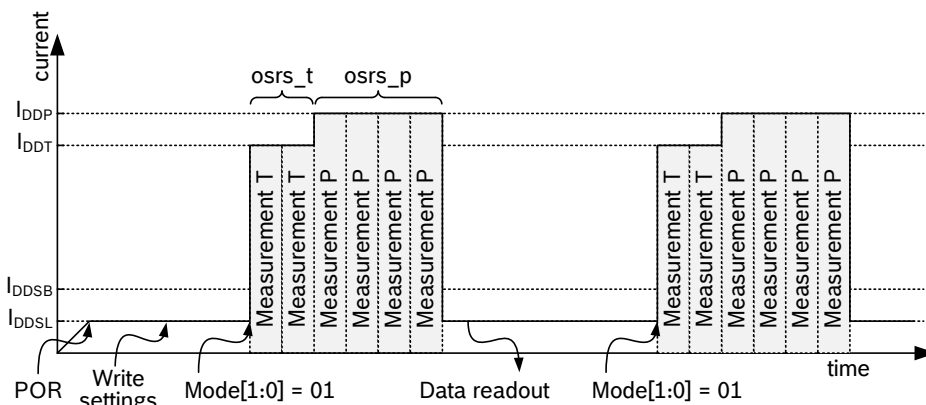 current
osrs_t
osrs_p
IDDP
IDDT
IDDSB
IDDSL
Measurement T
Measurement T
Measurement P
Measurement P
Measurement P
Measurement P
Measurement T
Measurement T
Measurement P
Measurement P
Measurement P
Measurement P
time
POR
Write
settings
Mode[1:0] = 01
Data readout
Mode[1:0] = 01